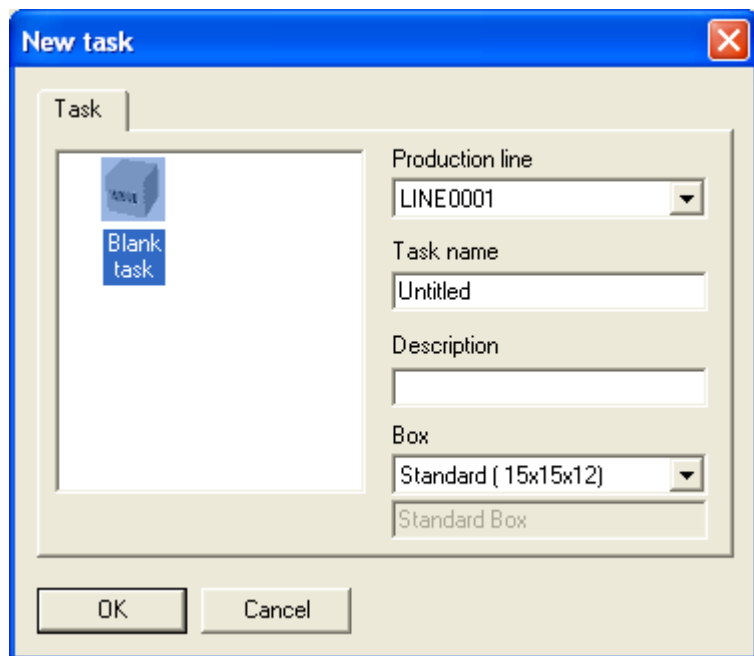 New task
Task
Blank
task
Production line
LINE0001
Task name
Untitled
Description
Box
Standard ( 15x15x12)
Standard Box
OK
Cancel